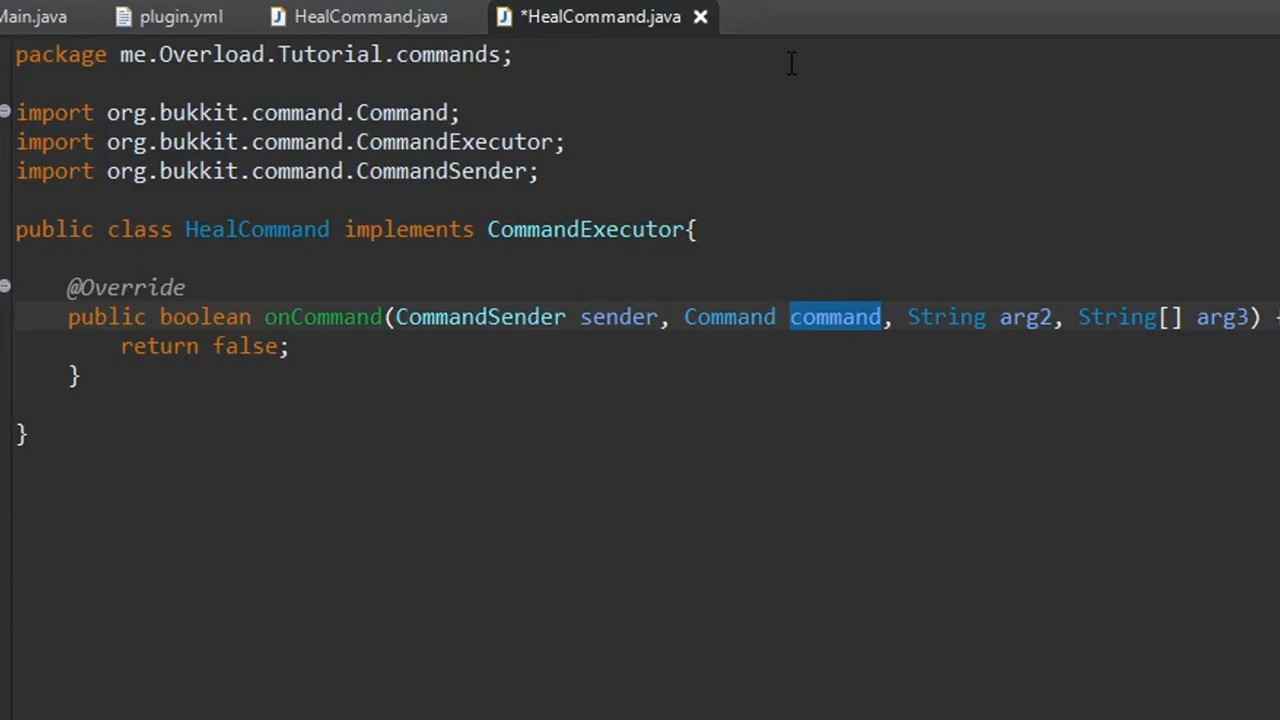 Main.java plugin.yml HealCommand.java *HealCommand.java
package me.Overload.Tutorial.commands;
import org.bukkit.command.Command;
import org.bukkit.command.CommandExecutor;
import org.bukkit.command.CommandSender;
public class HealCommand implements CommandExecutor{
@Override
public boolean onCommand(CommandSender sender, Command command, String arg2, String[] arg3) {
return false;
}
}